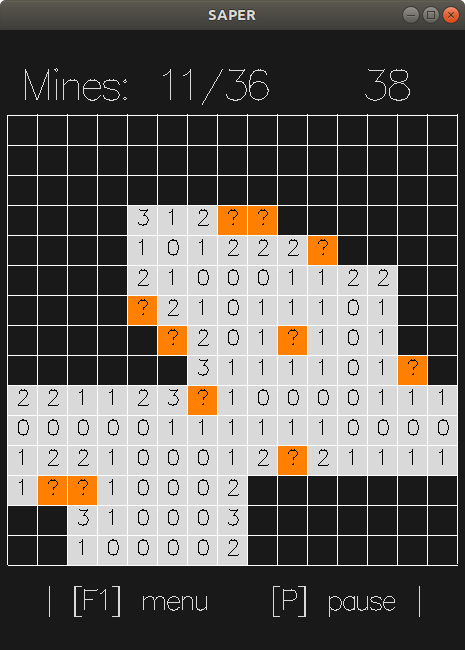 SAPER
Mines: 11/36 38
3 1 2 ? ?
1 0 1 2 2 2 ?
2 1 0 0 0 1 1 2 2
? 2 1 0 1 1 1 0 1
? 2 0 1 ? 1 0 1
3 1 1 1 1 0 1 ?
2 2 1 1 2 3 ? 1 0 0 0 0 1 1 1
0 0 0 0 0 1 1 1 1 1 1 0 0 0 0
1 2 2 1 0 0 0 1 2 ? 2 1 1 1 1
1 ? ? 1 0 0 0 2
3 1 0 0 0 3
1 0 0 0 0 2
| [F1] menu [P] pause |